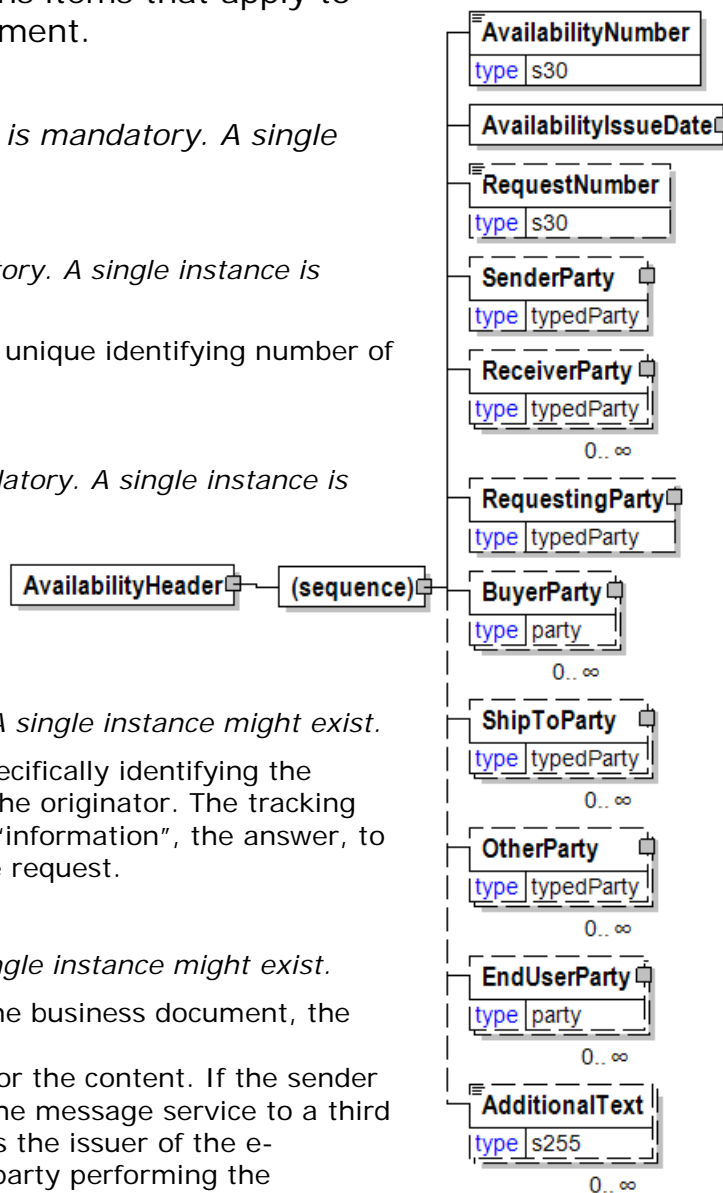 ns items that apply to
ment.
is mandatory. A single
ory. A single instance is
unique identifying number of
datory. A single instance is
A single instance might exist.
ecifically identifying the
he originator. The tracking
"information", the answer, to
e request.
ngle instance might exist.
ne business document, the
or the content. If the sender
ne message service to a third
s the issuer of the e-
party performing the
AvailabilityHeader
(sequence)
AvailabilityNumber
type s30
AvailabilityIssueDate
RequestNumber
type s30
SenderParty
type typedParty
ReceiverParty
type typedParty
0.. ∞
RequestingParty
type typedParty
BuyerParty
type party
0.. ∞
ShipToParty
type typedParty
0.. ∞
OtherParty
type typedParty
0.. ∞
EndUserParty
type party
0.. ∞
AdditionalText
type s255
0.. ∞